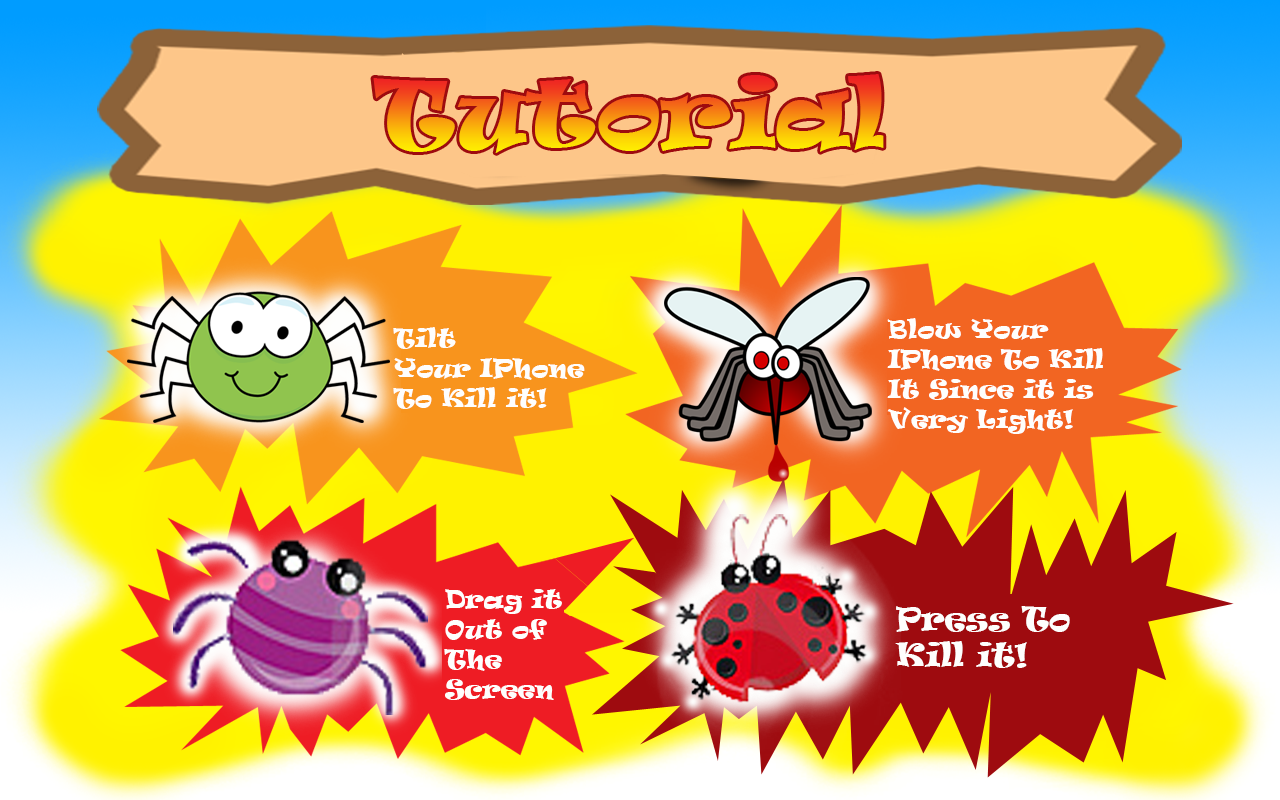 Tutorial
Tilt
Your IPhone
To Kill it!
Blow Your
IPhone To Kill
It Since it is
Very Light!
Drag it
Out of
The
Screen
Press To
Kill it!